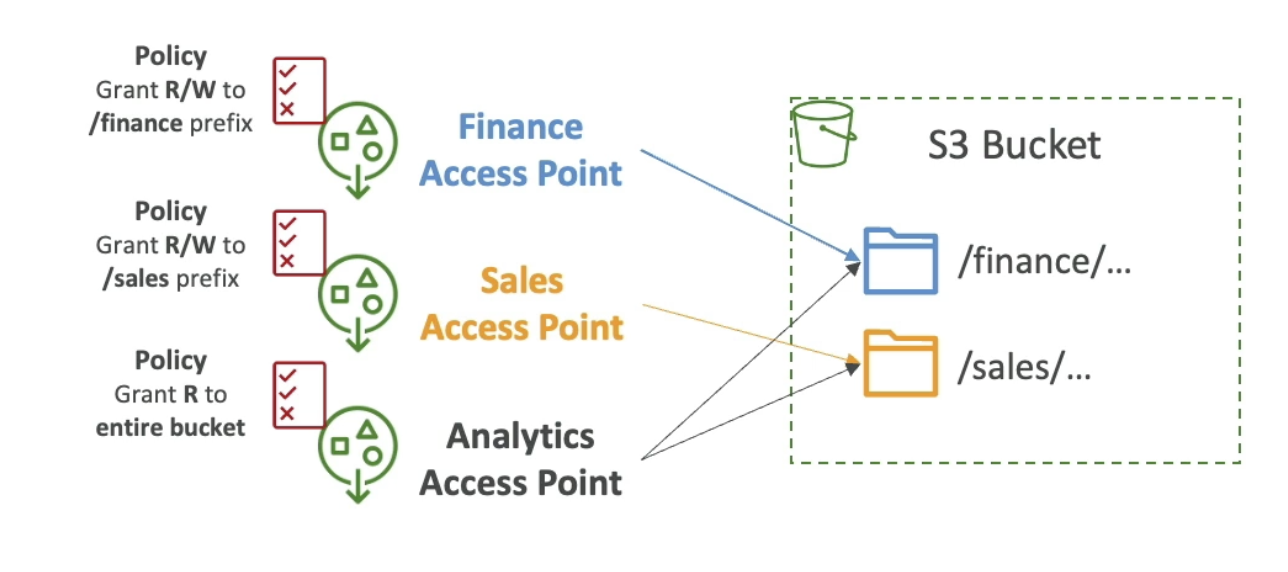 Policy
Grant R/W to
/finance prefix
Finance
Access Point
S3 Bucket
Policy
Grant R/W to
/sales prefix
Sales
Access Point
/finance/...
/sales/...
Policy
Grant R to
entire bucket
Analytics
Access Point